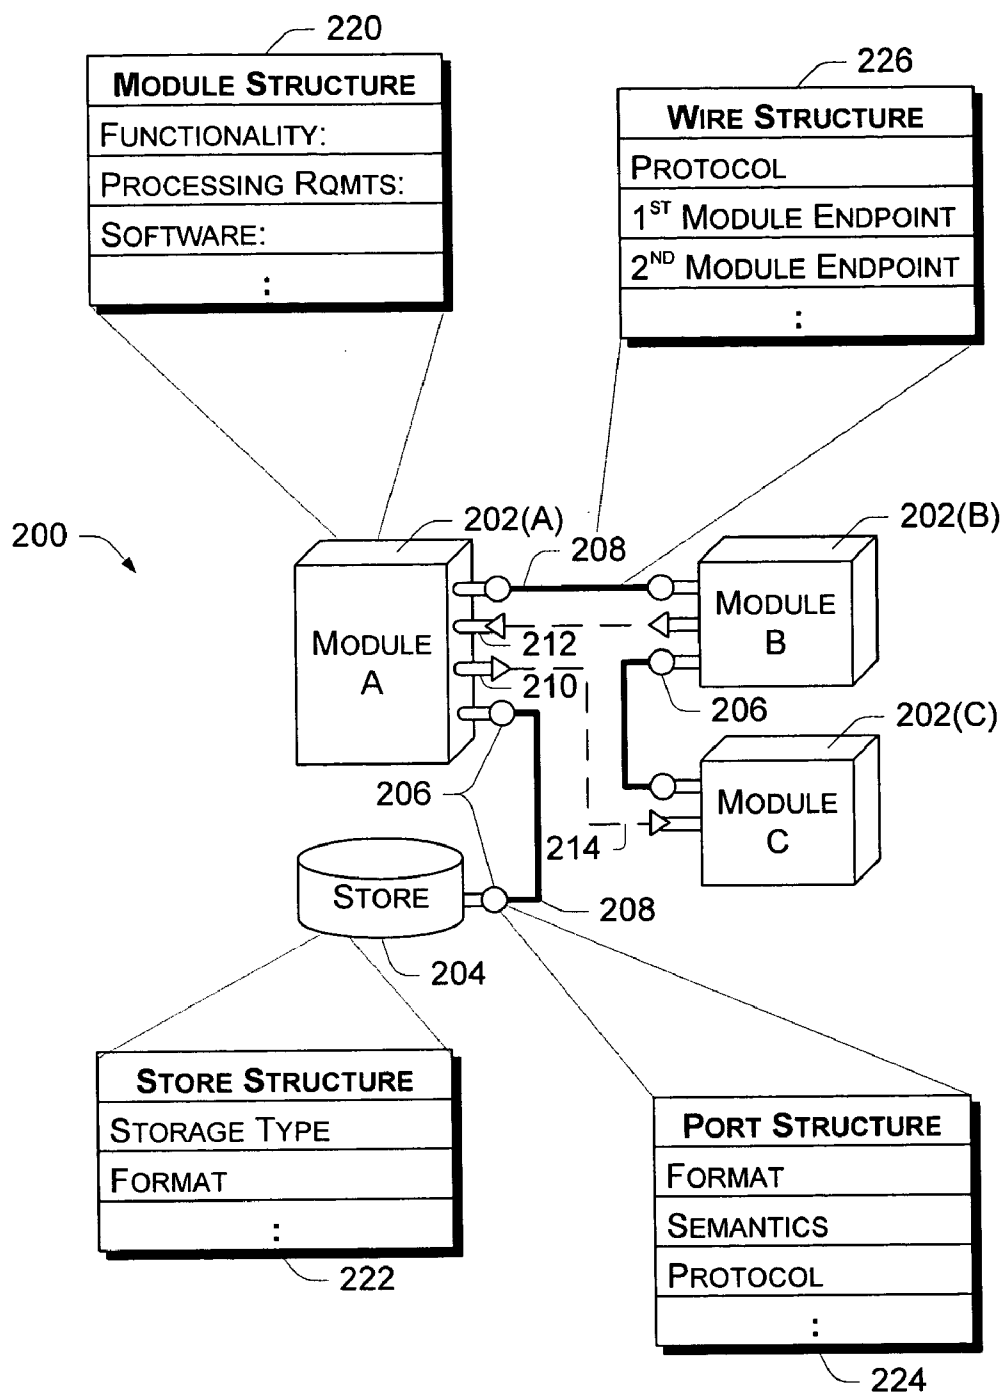 220
MODULE STRUCTURE
FUNCTIONALITY:
PROCESSING RQMTS:
SOFTWARE:
:
226
WIRE STRUCTURE
PROTOCOL
1ST MODULE ENDPOINT
2ND MODULE ENDPOINT
:
200
202(A)
208
202(B)
MODULE A
212
210
MODULE B
206
202(C)
206
MODULE C
214
STORE
208
204
STORE STRUCTURE
STORAGE TYPE
FORMAT
:
222
PORT STRUCTURE
FORMAT
SEMANTICS
PROTOCOL
:
224